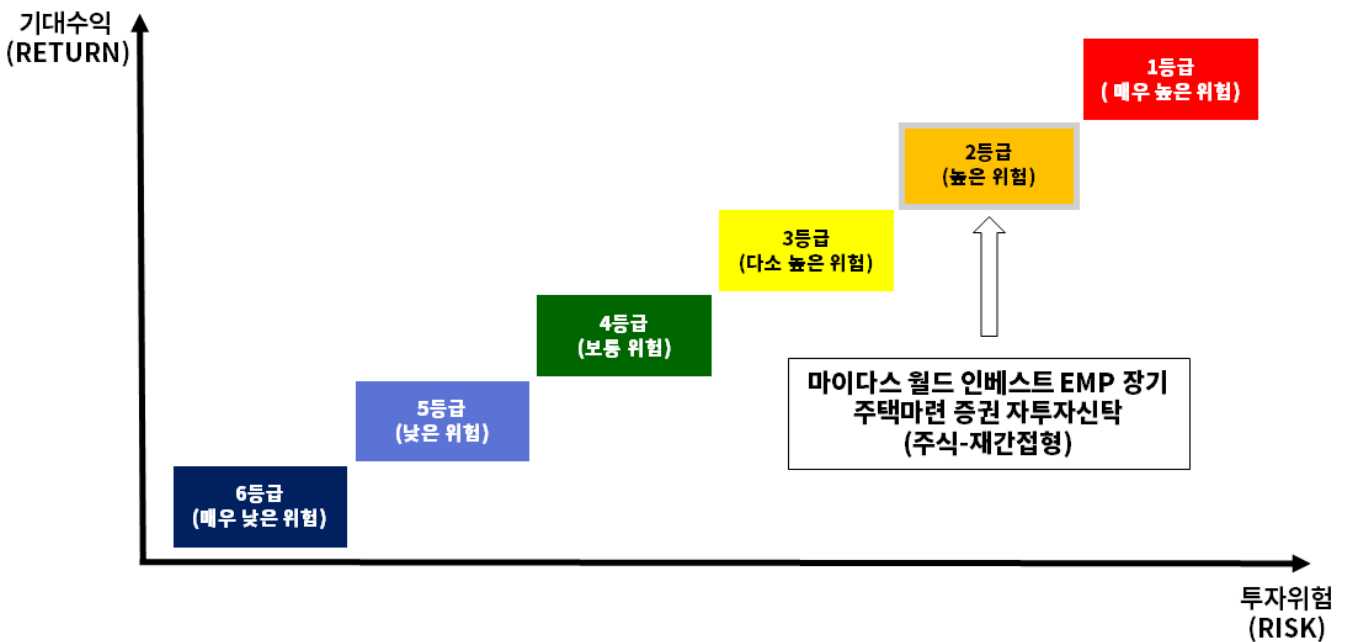 기대수익
(RETURN)
1등급
( 매우 높은 위험)
2등급
(높은 위험)
3등급
(다소 높은 위험)
4등급
(보통 위험)
마이다스 월드 인베스트 EMP 장기
주택마련 증권 자투자신탁
(주식-재간접형)
5등급
(낮은 위험)
6등급
(매우 낮은 위험)
투자위험
(RISK)